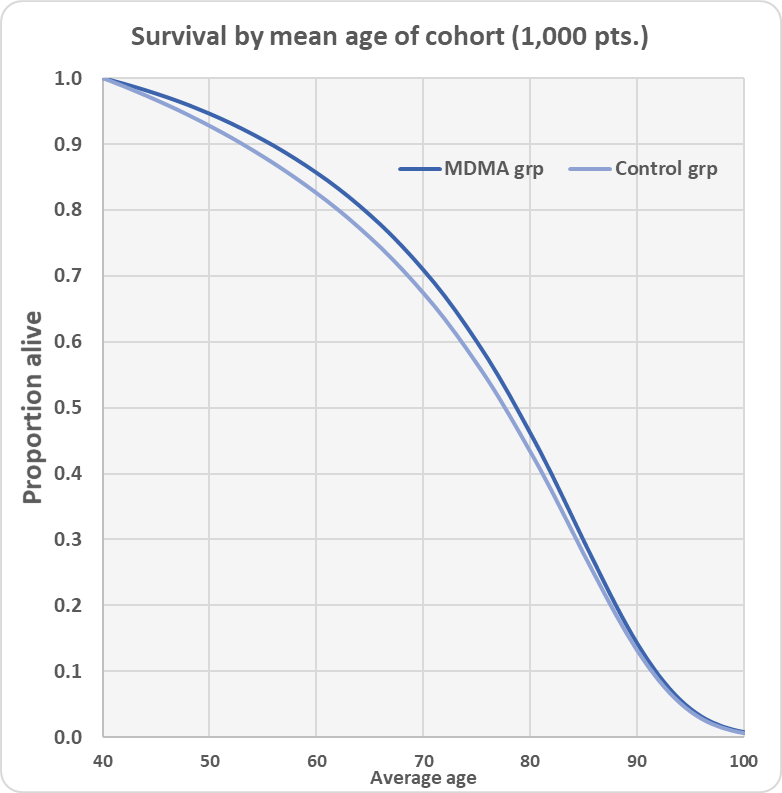 Survival by mean age of cohort (1,000 pts.)
MDMA grp
Control grp
Proportion alive
1.0
0.9
0.8
0.7
0.6
0.5
0.4
0.3
0.2
0.1
0.0
40 50 60 70 80 90 100
Average age